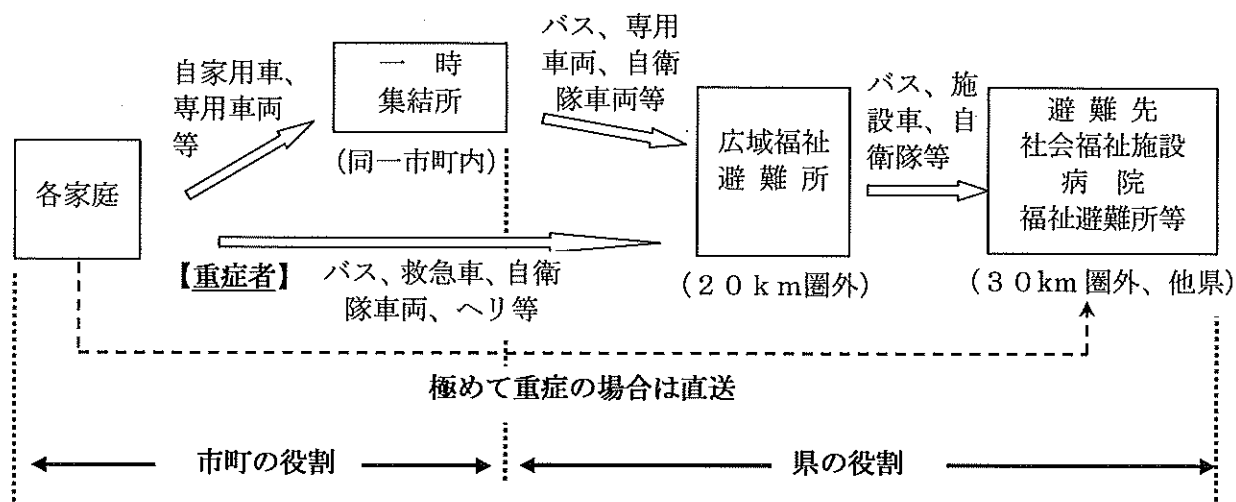 各家庭
自家用車、
専用車両
等
一　時
集結所
(同一市町内)
バス、専用
車両、自衛
隊車両等
広域福祉
避 難 所
(２０ｋｍ圏外)
バス、施
設車、自
衛隊等
避 難 先
社会福祉施設
病　院
福祉避難所等
(３０km 圏外、他県)
【重症者】
バス、救急車、自衛
隊車両、ヘリ等
極めて重症の場合は直送
市町の役割
県の役割